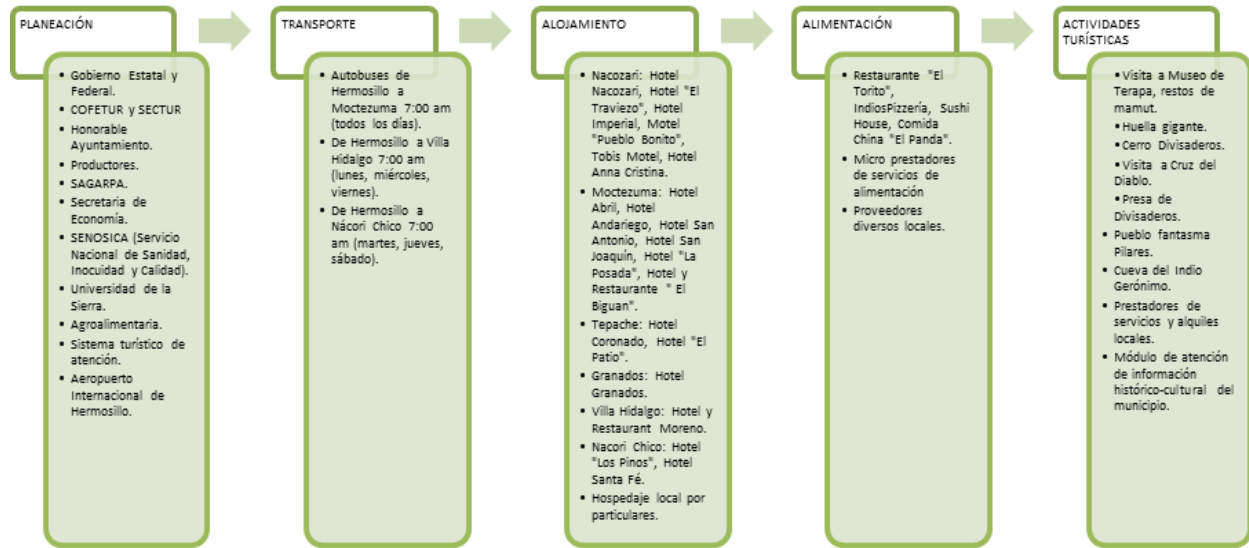 PLANEACIÓN
• Gobierno Estatal y
Federal.
• COFETUR y SECTUR
• Honorable
Ayuntamiento.
• Productores.
• SAGARPA.
• Secretaria de
Economía.
• SENOSICA (Servicio
Nacional de Sanidad,
Inocuidad y Calidad).
• Universidad de la
Sierra.
• Agroalimentaria.
• Sistema turístico de
atención.
• Aeropuerto
Internacional de
Hermosillo.
TRANSPORTE
• Autobuses de
Hermosillo a
Moctezuma 7:00 am
(todos los días).
• De Hermosillo a Villa
Hidalgo 7:00 am
(lunes, miércoles,
viernes).
• De Hermosillo a
Nácori Chico 7:00
am (martes, jueves,
sábado).
ALOJAMIENTO
• Nacozari: Hotel
Nacozari, Hotel "El
Traviezo", Hotel
Imperial, Motel
"Pueblo Bonito",
Tobis Motel, Hotel
Anna Cristina.
• Moctezuma: Hotel
Abril, Hotel
Andariego, Hotel San
Antonio, Hotel San
Joaquín, Hotel "La
Posada", Hotel y
Restaurante " El
Biguan".
• Tepache: Hotel
Coronado, Hotel "El
Patio".
• Granados: Hotel
Granados.
• Villa Hidalgo: Hotel y
Restaurant Moreno.
• Nacori Chico: Hotel
"Los Pinos", Hotel
Santa Fé.
• Hospedaje local por
particulares.
ALIMENTACIÓN
• Restaurante "El
Torito",
IndiosPizzería, Sushi
House, Comida
China "El Panda".
• Micro prestadores
de servicios de
alimentación
• Proveedores
diversos locales.
ACTIVIDADES
TURÍSTICAS
• Visita a Museo de
Terapa, restos de
mamut.
• Huella gigante.
• Cerro Divisaderos.
• Visita a Cruz del
Diablo.
• Presa de
Divisaderos.
• Pueblo fantasma
Pilares.
• Cueva del Indio
Gerónimo.
• Prestadores de
servicios y alquiles
locales.
• Módulo de atención
de información
histórico-cultural del
municipio.